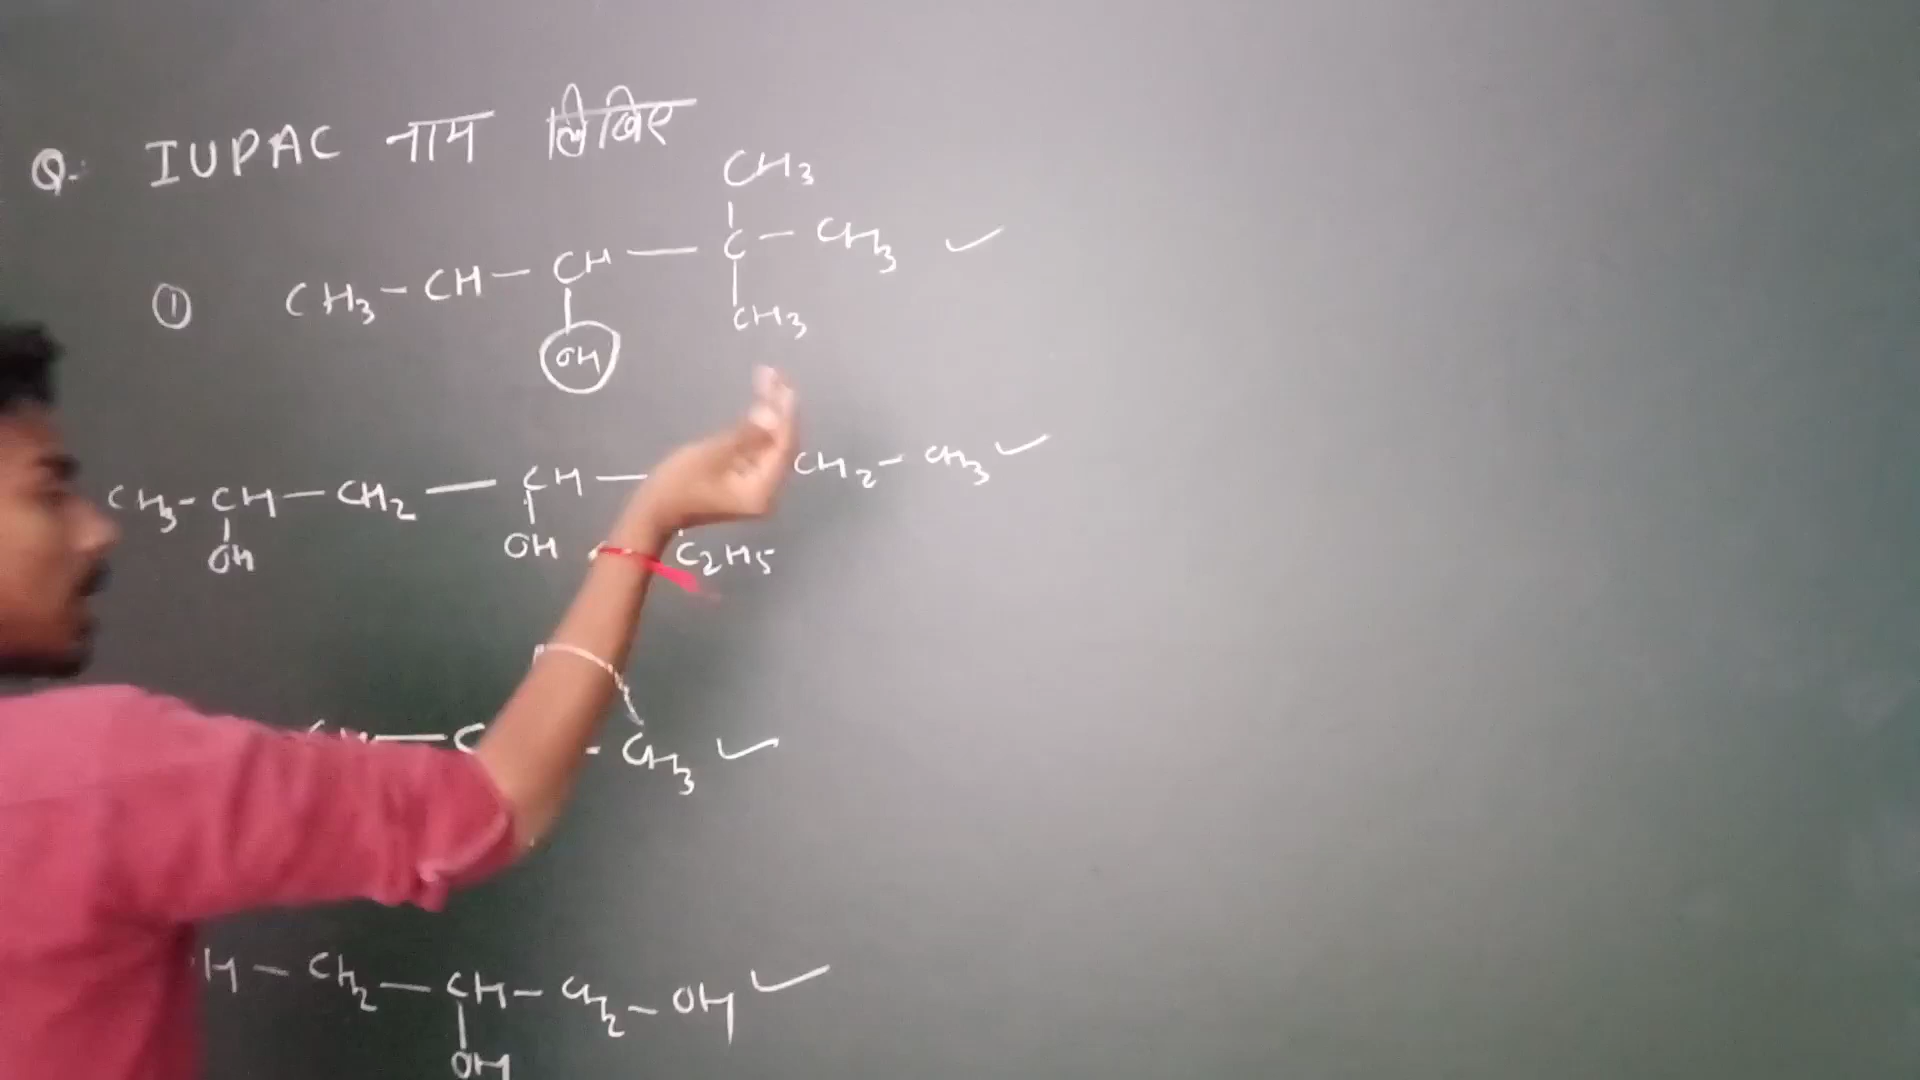 Q. IUPAC नाम लिखिए
CH3
① CH3 - CH - CH - C - CH3 ✓
OH CH3
CH3 - CH - CH2 - CH - CH2 - CH3 ✓
OH OH C2H5
- CH3 ✓
H - CH2 - CH - CH2 - OH ✓
OH